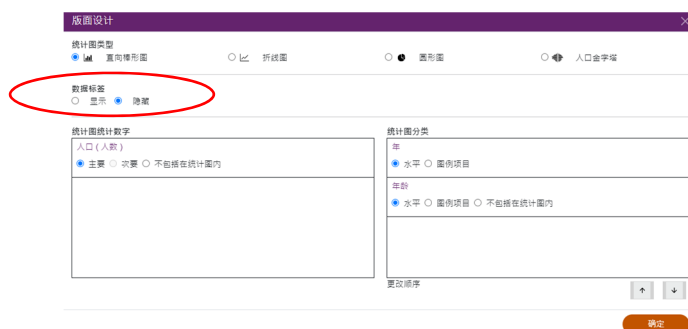 版面设计
统计图类型
直向棒形图 折线图 圆形图 人口金字塔
数据标签
显示 隐藏
统计图统计数字
人口（人数）
主要 次要 不包括在统计图内
统计图分类
年
水平 图例项目
年龄
水平 图例项目 不包括在统计图内
更改顺序
确定